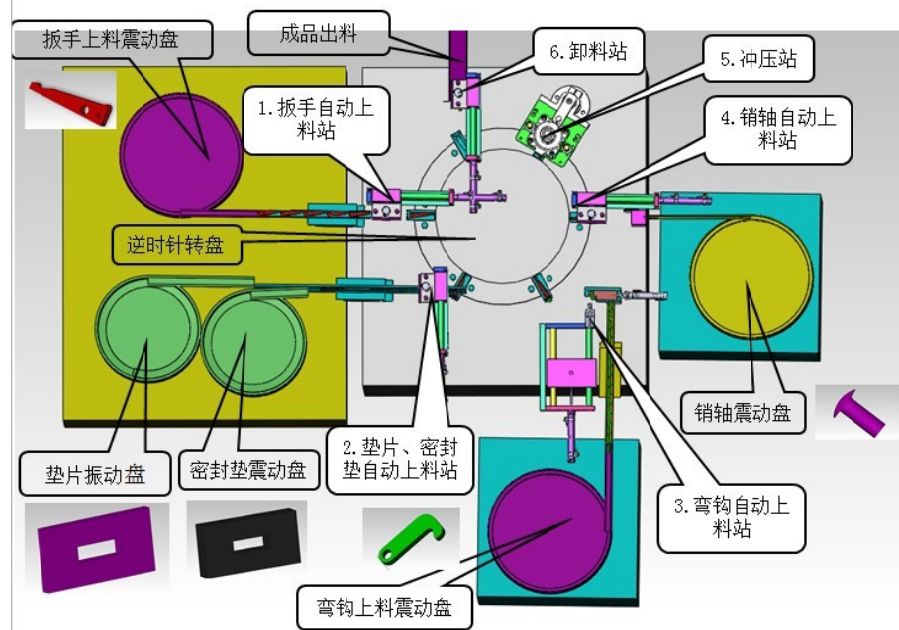 扳手上料震动盘
成品出料
6.卸料站
5.冲压站
1.扳手自动上
料站
4.销轴自动上
料站
逆时针转盘
垫片振动盘
密封垫震动盘
2.垫片、密封
垫自动上料站
销轴震动盘
3.弯钩自动上
料站
弯钩上料震动盘